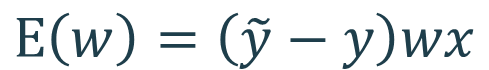 E(w) = (ỹ − y)wx